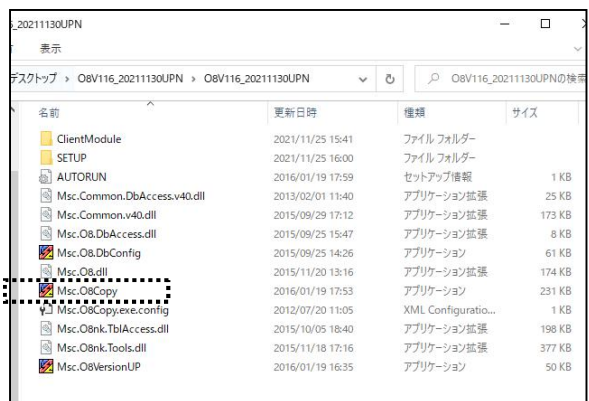 _20211130UPN
表示
デスクトップ › O8V116_20211130UPN › O8V116_20211130UPN
O8V116_20211130UPNの検索
名前 更新日時 種類 サイズ
ClientModule 2021/11/25 15:41 ファイル フォルダー
SETUP 2021/11/25 16:00 ファイル フォルダー
AUTORUN 2016/01/19 17:59 セットアップ情報 1 KB
Msc.Common.DbAccess.v40.dll 2013/02/01 11:40 アプリケーション拡張 25 KB
Msc.Common.v40.dll 2015/09/29 17:12 アプリケーション拡張 173 KB
Msc.O8.DbAccess.dll 2015/09/25 15:47 アプリケーション拡張 8 KB
Msc.O8.DbConfig 2015/09/25 14:26 アプリケーション 61 KB
Msc.O8.dll 2015/11/20 13:16 アプリケーション拡張 174 KB
Msc.O8Copy 2016/01/19 17:53 アプリケーション 231 KB
Msc.O8Copy.exe.config 2012/07/20 11:05 XML Configuratio... 1 KB
Msc.O8nk.TblAccess.dll 2015/10/05 18:40 アプリケーション拡張 198 KB
Msc.O8nk.Tools.dll 2015/11/18 17:16 アプリケーション拡張 377 KB
Msc.O8VersionUP 2016/01/19 16:35 アプリケーション 50 KB